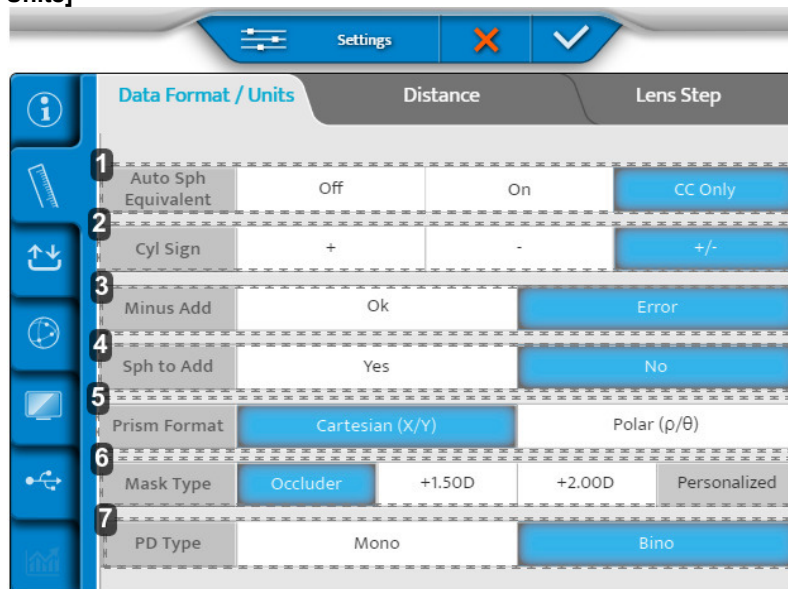 Units]
Settings
Data Format / Units Distance Lens Step
1
Auto Sph
Equivalent Off On CC Only
2
Cyl Sign + - +/-
3
Minus Add Ok Error
4
Sph to Add Yes No
5
Prism Format Cartesian (X/Y) Polar (ρ/θ)
6
Mask Type Occluder +1.50D +2.00D Personalized
7
PD Type Mono Bino